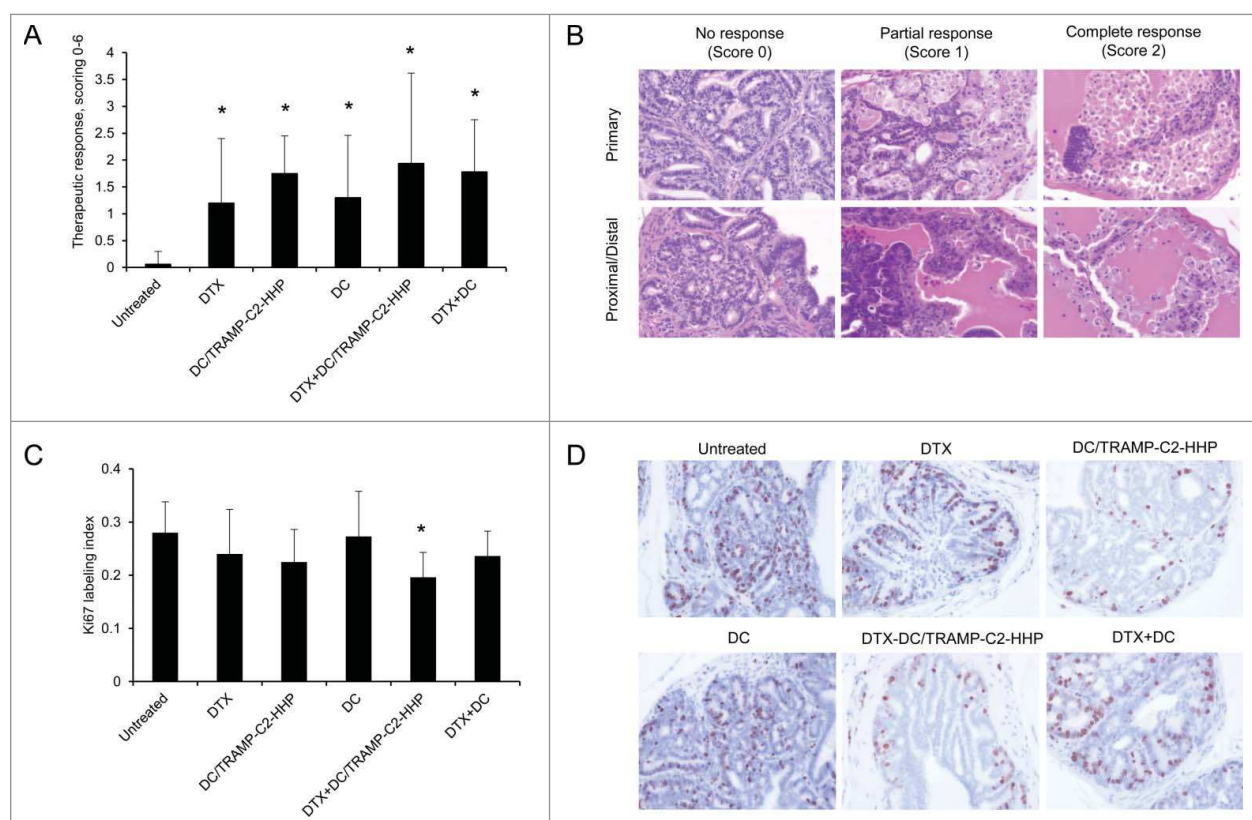 A
Therapeutic response, scoring 0-6
4
3.5
3
2.5
2
1.5
1
0.5
0
*
*
*
*
*
Untreated
DTX
DC/TRAMP-C2-HHP
DC
DTX+DC/TRAMP-C2-HHP
DTX+DC
B
No response
(Score 0)
Partial response
(Score 1)
Complete response
(Score 2)
Primary
Proximal/Distal
C
Ki67 labeling index
0.4
0.3
0.2
0.1
0
*
Untreated
DTX
DC/TRAMP-C2-HHP
DC
DTX+DC/TRAMP-C2-HHP
DTX+DC
D
Untreated
DTX
DC/TRAMP-C2-HHP
DC
DTX-DC/TRAMP-C2-HHP
DTX+DC